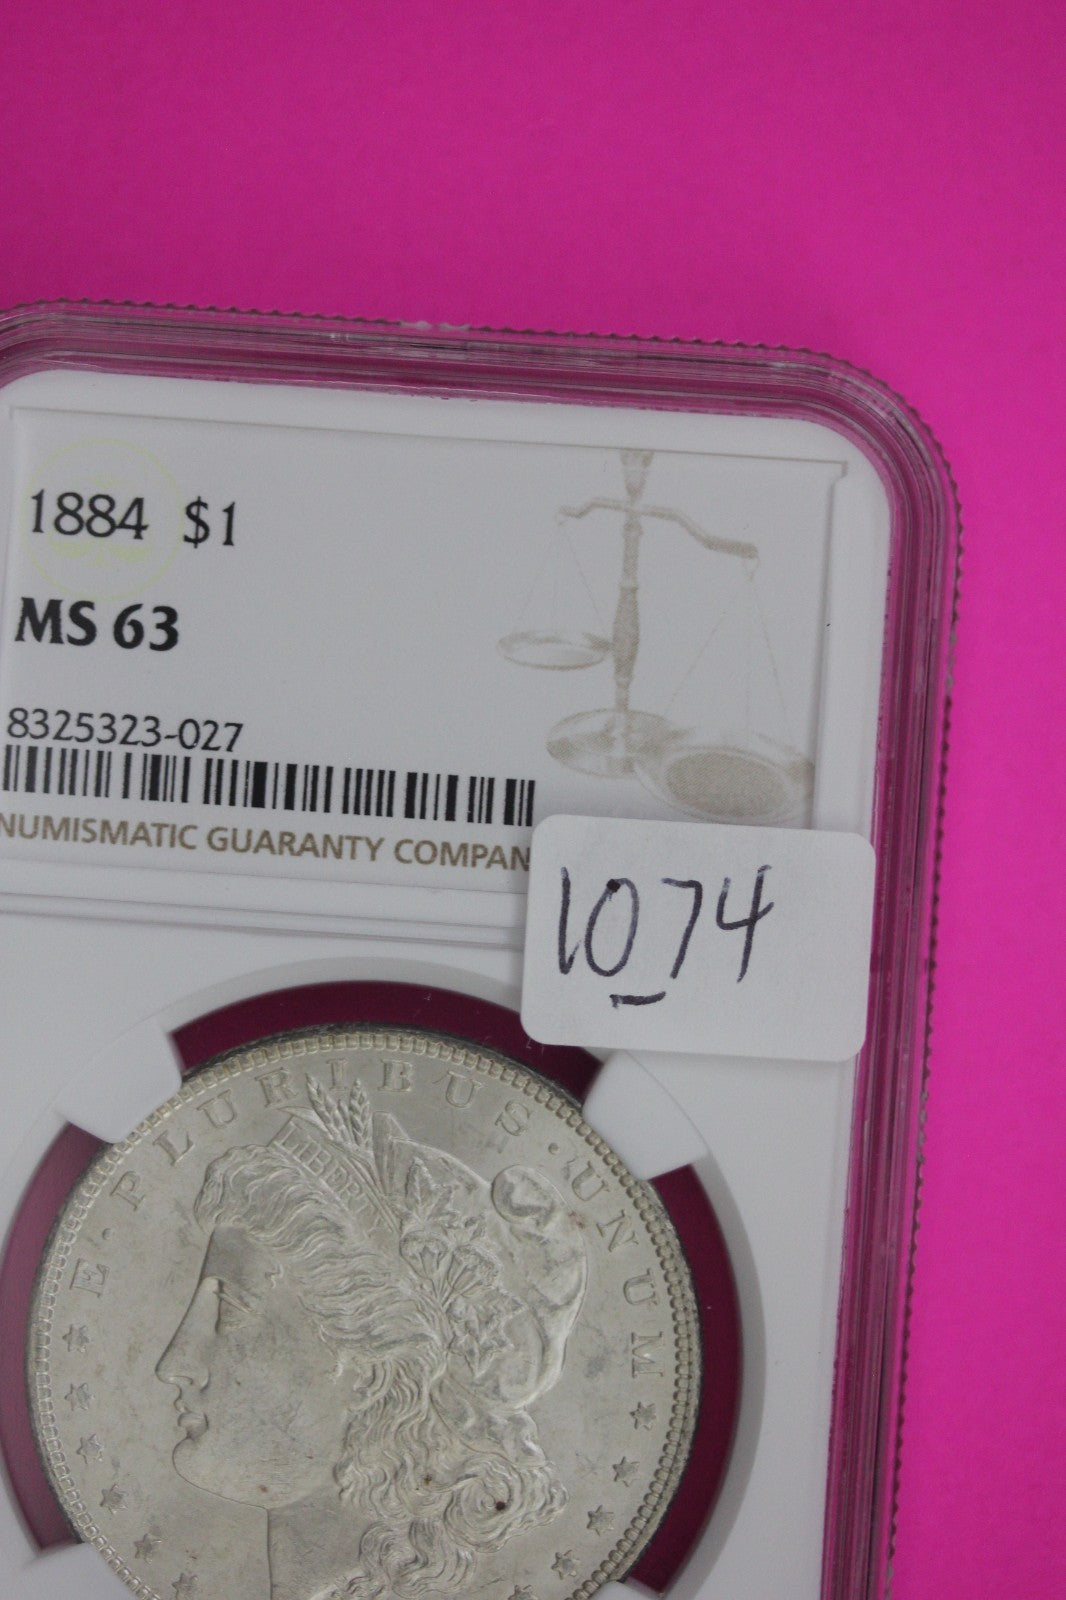 1884 $1
MS 63
8325323-027
NUMISMATIC GUARANTY COMPAN
1074
E · PLURIBUS · UNUM
LIBERTY